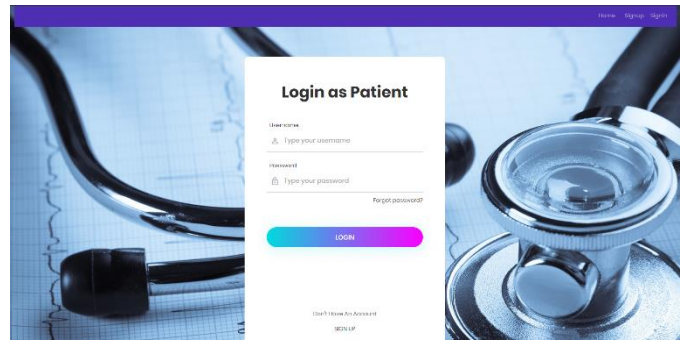 Home Signup SignIn
Login as Patient
Username
Type your username
Password
Type your password
Forgot password?
LOGIN
Don't Have An Account
SIGN UP